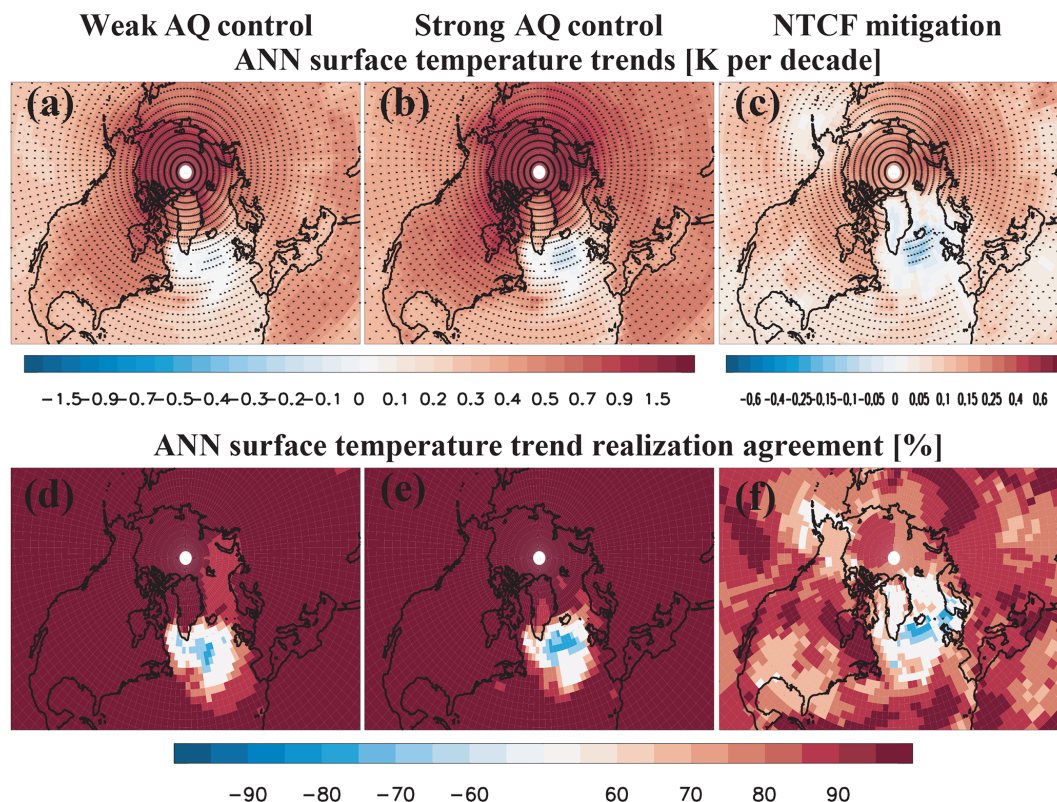 Weak AQ control Strong AQ control NTCF mitigation
ANN surface temperature trends [K per decade]
(a) (b) (c)
−1.5 −0.9 −0.7 −0.5 −0.4 −0.3 −0.2 −0.1 0 0.1 0.2 0.3 0.4 0.5 0.7 0.9 1.5
−0.6 −0.4 −0.25 −0.15 −0.1 −0.05 0 0.05 0.1 0.15 0.25 0.4 0.6
ANN surface temperature trend realization agreement [%]
(d) (e) (f)
−90 −80 −70 −60 60 70 80 90